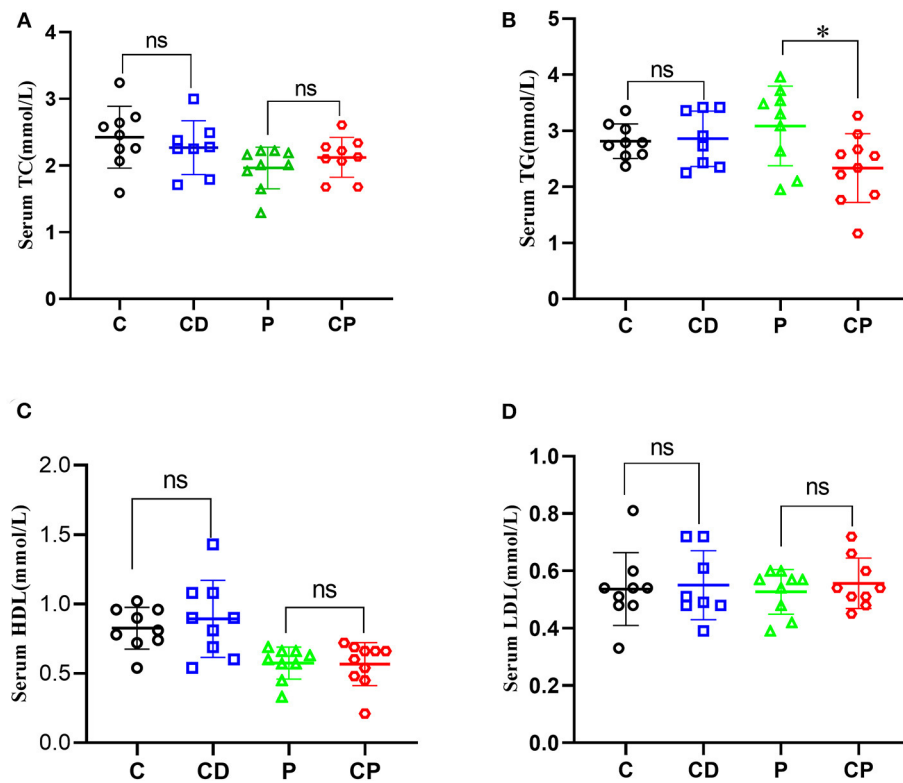 A
Serum TC(mmol/L)
4
3
2
1
0
ns
ns
C CD P CP
B
Serum TG(mmol/L)
5
4
3
2
1
0
ns
*
C CD P CP
C
Serum HDL(mmol/L)
2.0
1.5
1.0
0.5
0.0
ns
ns
C CD P CP
D
Serum LDL(mmol/L)
1.0
0.8
0.6
0.4
0.2
0.0
ns
ns
C CD P CP